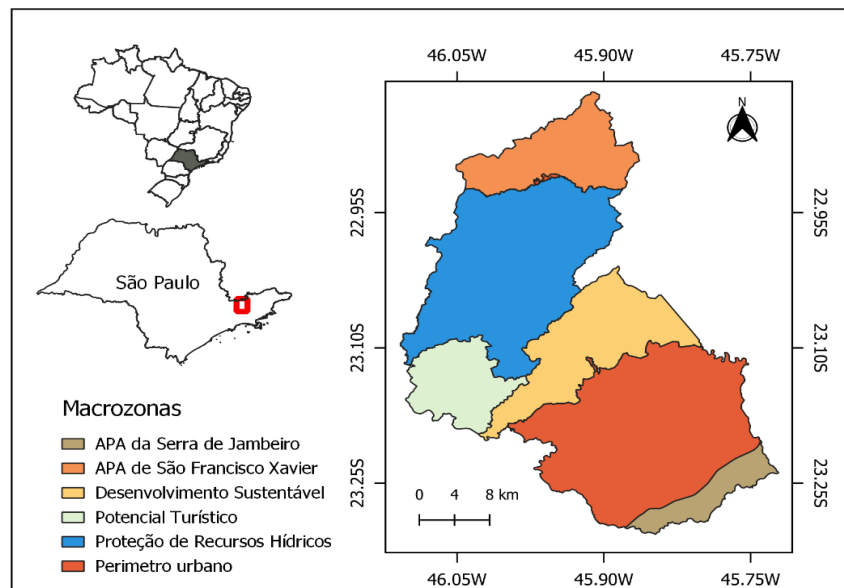 46.05W 45.90W 45.75W
N
22.95S 22.95S
São Paulo
23.10S 23.10S
Macrozonas
APA da Serra de Jambeiro
APA de São Francisco Xavier
Desenvolvimento Sustentável
Potencial Turístico
Proteção de Recursos Hídricos
Perimetro urbano
23.25S 23.25S
0 4 8 km
46.05W 45.90W 45.75W